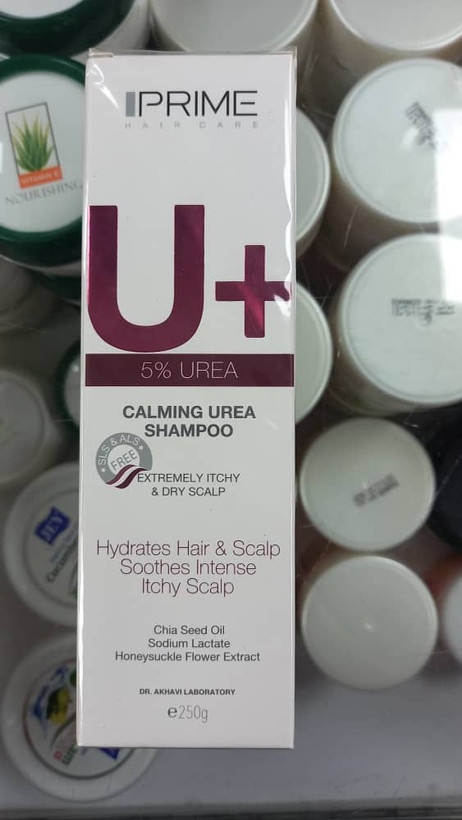 PRIME
HAIR CARE
U+
5% UREA
CALMING UREA
SHAMPOO
SLS & ALS
FREE
EXTREMELY ITCHY
& DRY SCALP
Hydrates Hair & Scalp
Soothes Intense
Itchy Scalp
Chia Seed Oil
Sodium Lactate
Honeysuckle Flower Extract
DR. AKHAVI LABORATORY
e250g
VITAMIN E
NOURISHING